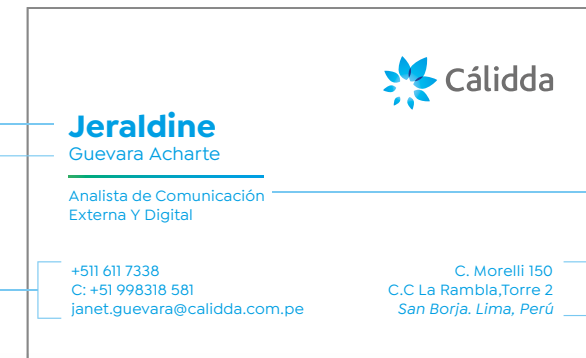 Cálidda
Jeraldine
Guevara Acharte
Analista de Comunicación
Externa Y Digital
+511 611 7338
C: +51 998318 581
janet.guevara@calidda.com.pe
C. Morelli 150
C.C La Rambla,Torre 2
San Borja. Lima, Perú